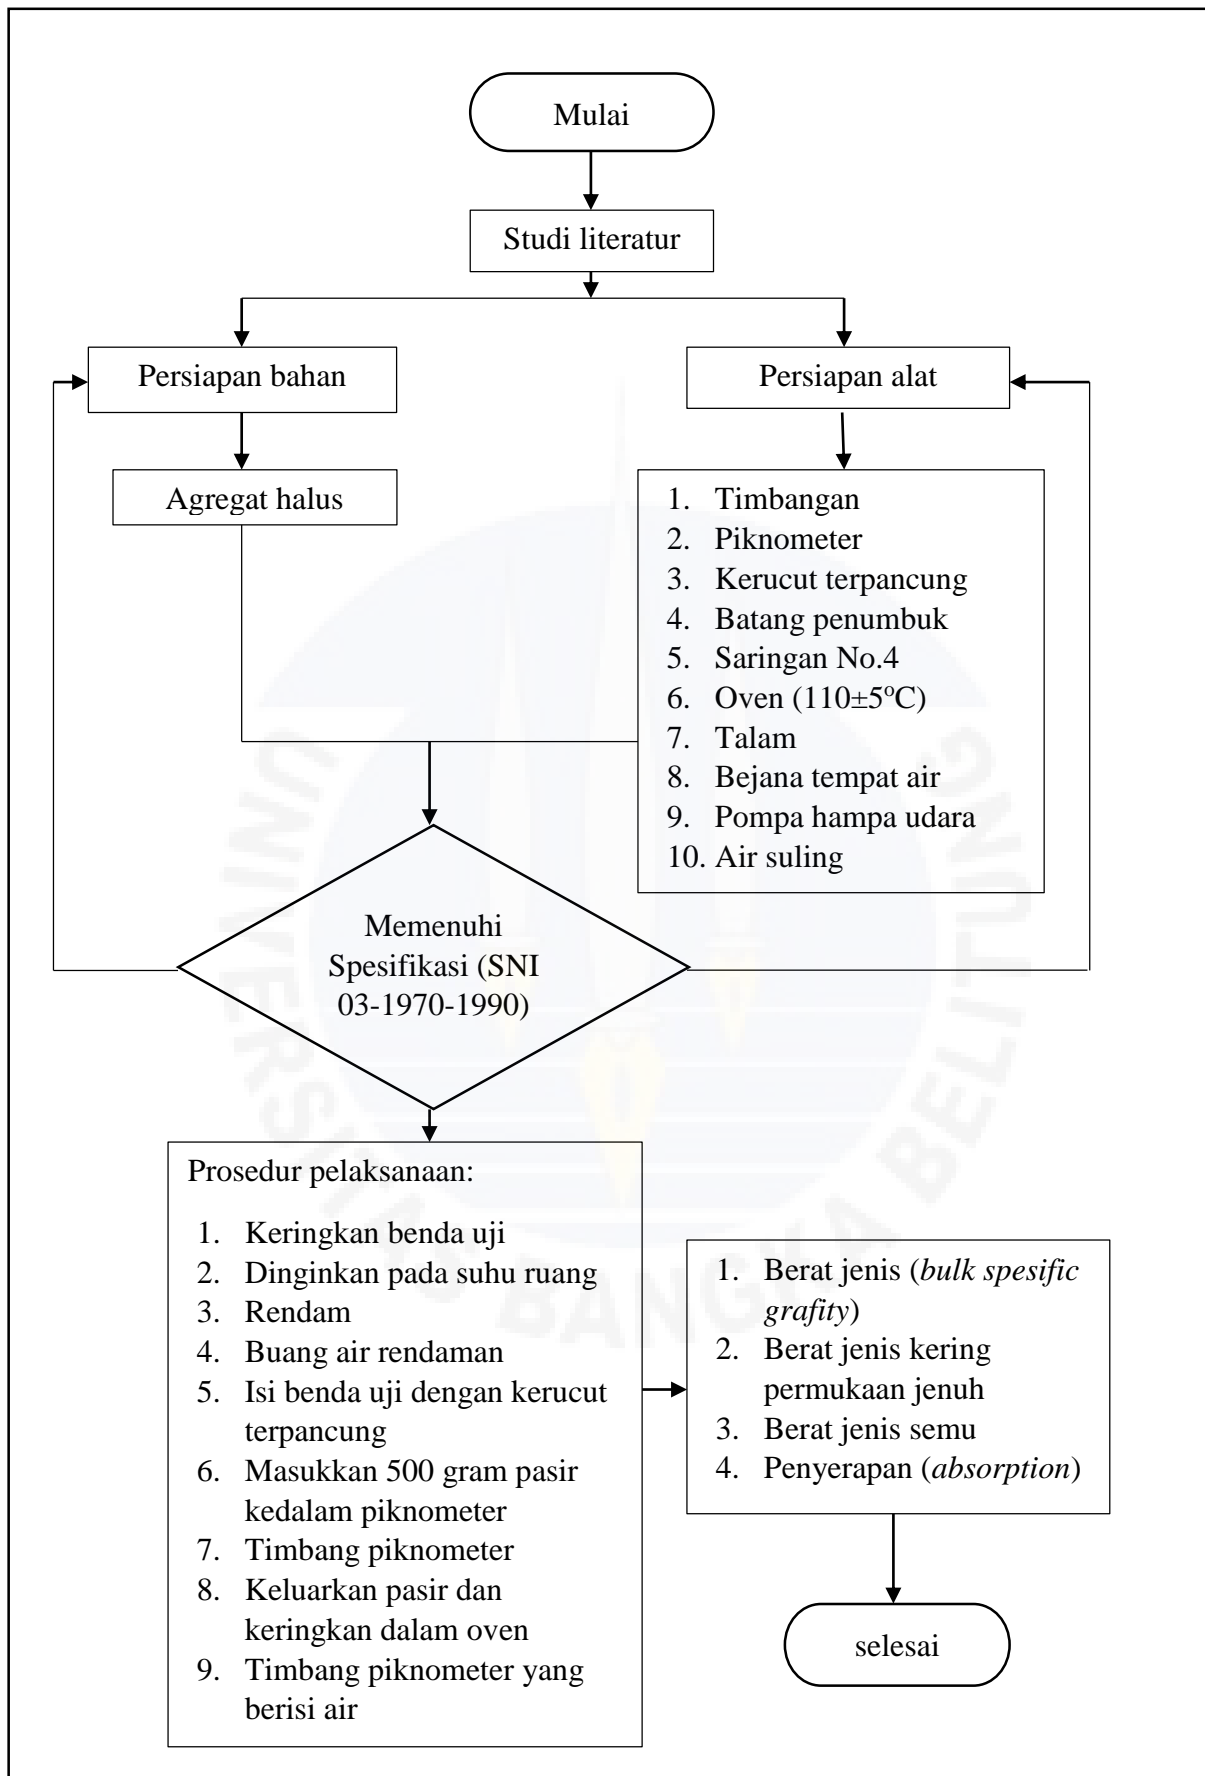 Mulai
Studi literatur
Persiapan bahan
Persiapan alat
Agregat halus
1. Timbangan
2. Piknometer
3. Kerucut terpancung
4. Batang penumbuk
5. Saringan No.4
6. Oven (110±5°C)
7. Talam
8. Bejana tempat air
9. Pompa hampa udara
10. Air suling
Memenuhi
Spesifikasi (SNI
03-1970-1990)
Prosedur pelaksanaan:
1. Keringkan benda uji
2. Dinginkan pada suhu ruang
3. Rendam
4. Buang air rendaman
5. Isi benda uji dengan kerucut
terpancung
6. Masukkan 500 gram pasir
kedalam piknometer
7. Timbang piknometer
8. Keluarkan pasir dan
keringkan dalam oven
9. Timbang piknometer yang
berisi air
1. Berat jenis (bulk spesific
grafity)
2. Berat jenis kering
permukaan jenuh
3. Berat jenis semu
4. Penyerapan (absorption)
selesai
UNIVERSITAS BANGKA BELITUNG